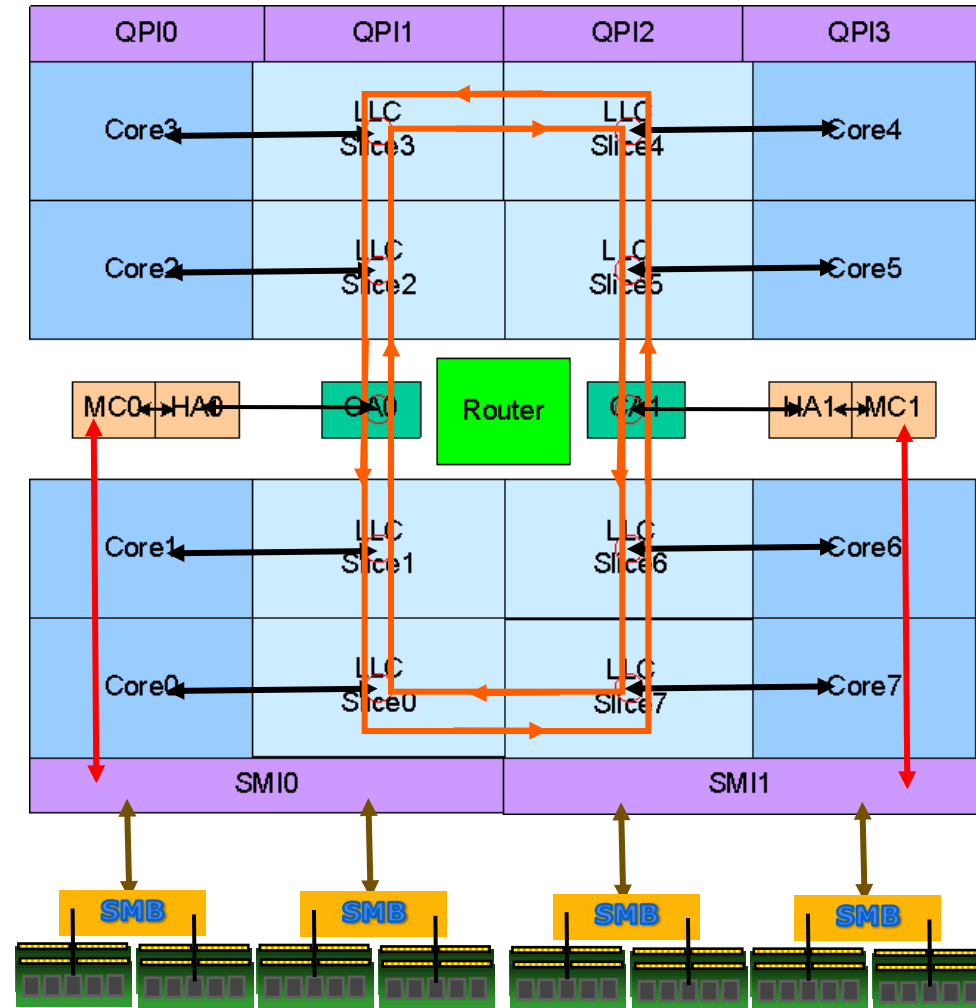 QPI0 QPI1 QPI2 QPI3
Core3 LLC Slice3 LLC Slice4 Core4
Core2 LLC Slice2 LLC Slice5 Core5
MC0 HA0 CA0 Router CA1 HA1 MC1
Core1 LLC Slice1 LLC Slice6 Core6
Core0 LLC Slice0 LLC Slice7 Core7
SMI0 SMI1
SMB SMB SMB SMB